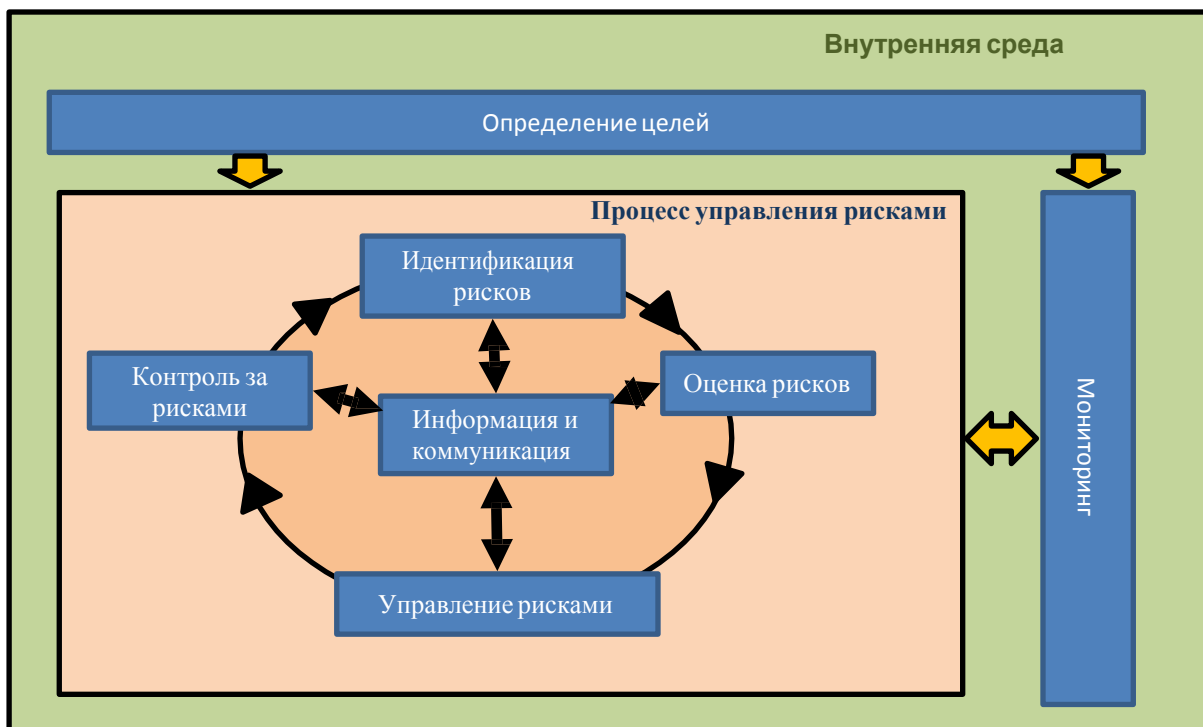 Внутренняя среда
Определение целей
Процесс управления рисками
Идентификация
рисков
Контроль за
рисками
Оценка рисков
Информация и
коммуникация
Управление рисками
Мониторинг